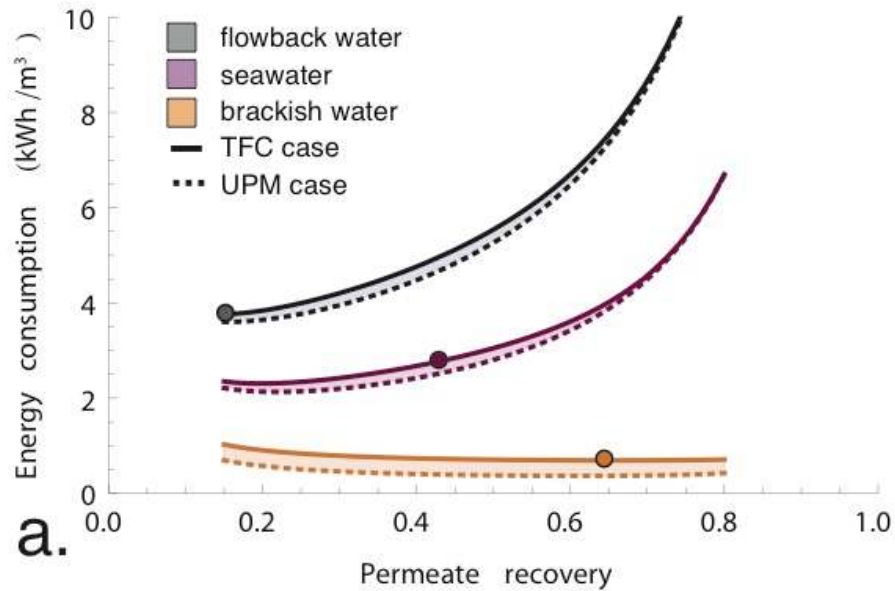 10
8
6
4
2
0
Energy consumption (kWh/m³)
flowback water
seawater
brackish water
TFC case
UPM case
0.0 0.2 0.4 0.6 0.8 1.0
a.
Permeate recovery